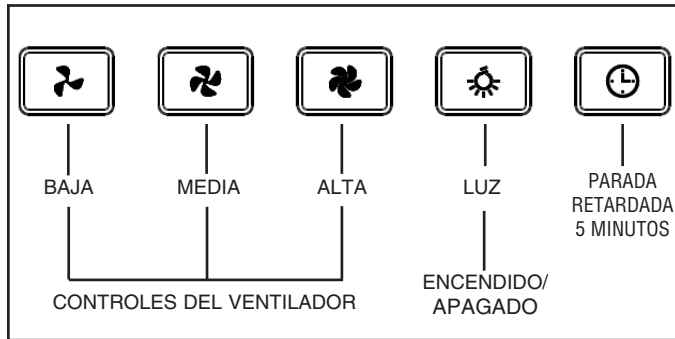 BAJA
MEDIA
ALTA
LUZ
PARADA
RETARDADA
5 MINUTOS
CONTROLES DEL VENTILADOR
ENCENDIDO/
APAGADO